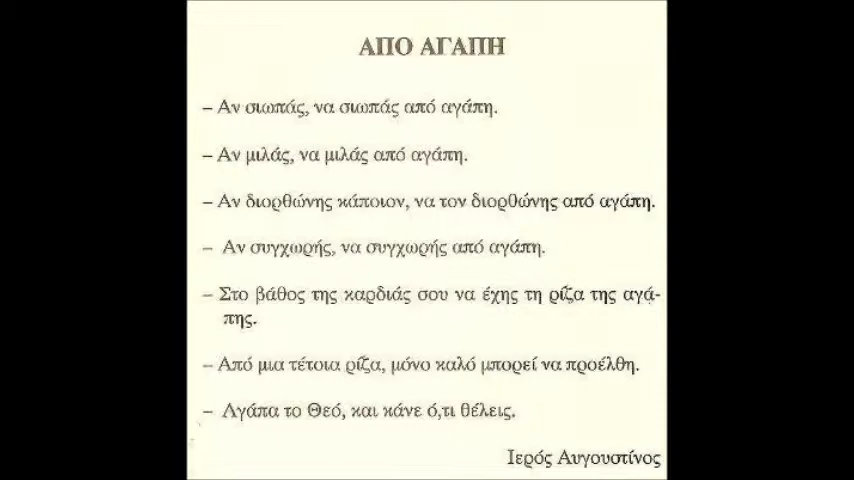 ΑΠΟ ΑΓΑΠΗ
– Αν σιωπάς, να σιωπάς από αγάπη.
– Αν μιλάς, να μιλάς από αγάπη.
– Αν διορθώνης κάποιον, να τον διορθώνης από αγάπη.
– Αν συγχωρής, να συγχωρής από αγάπη.
– Στο βάθος της καρδιάς σου να έχης τη ρίζα της αγά-
πης.
– Από μια τέτοια ρίζα, μόνο καλό μπορεί να προέλθη.
– Αγάπα το Θεό, και κάνε ό,τι θέλεις.
Ιερός Αυγουστίνος